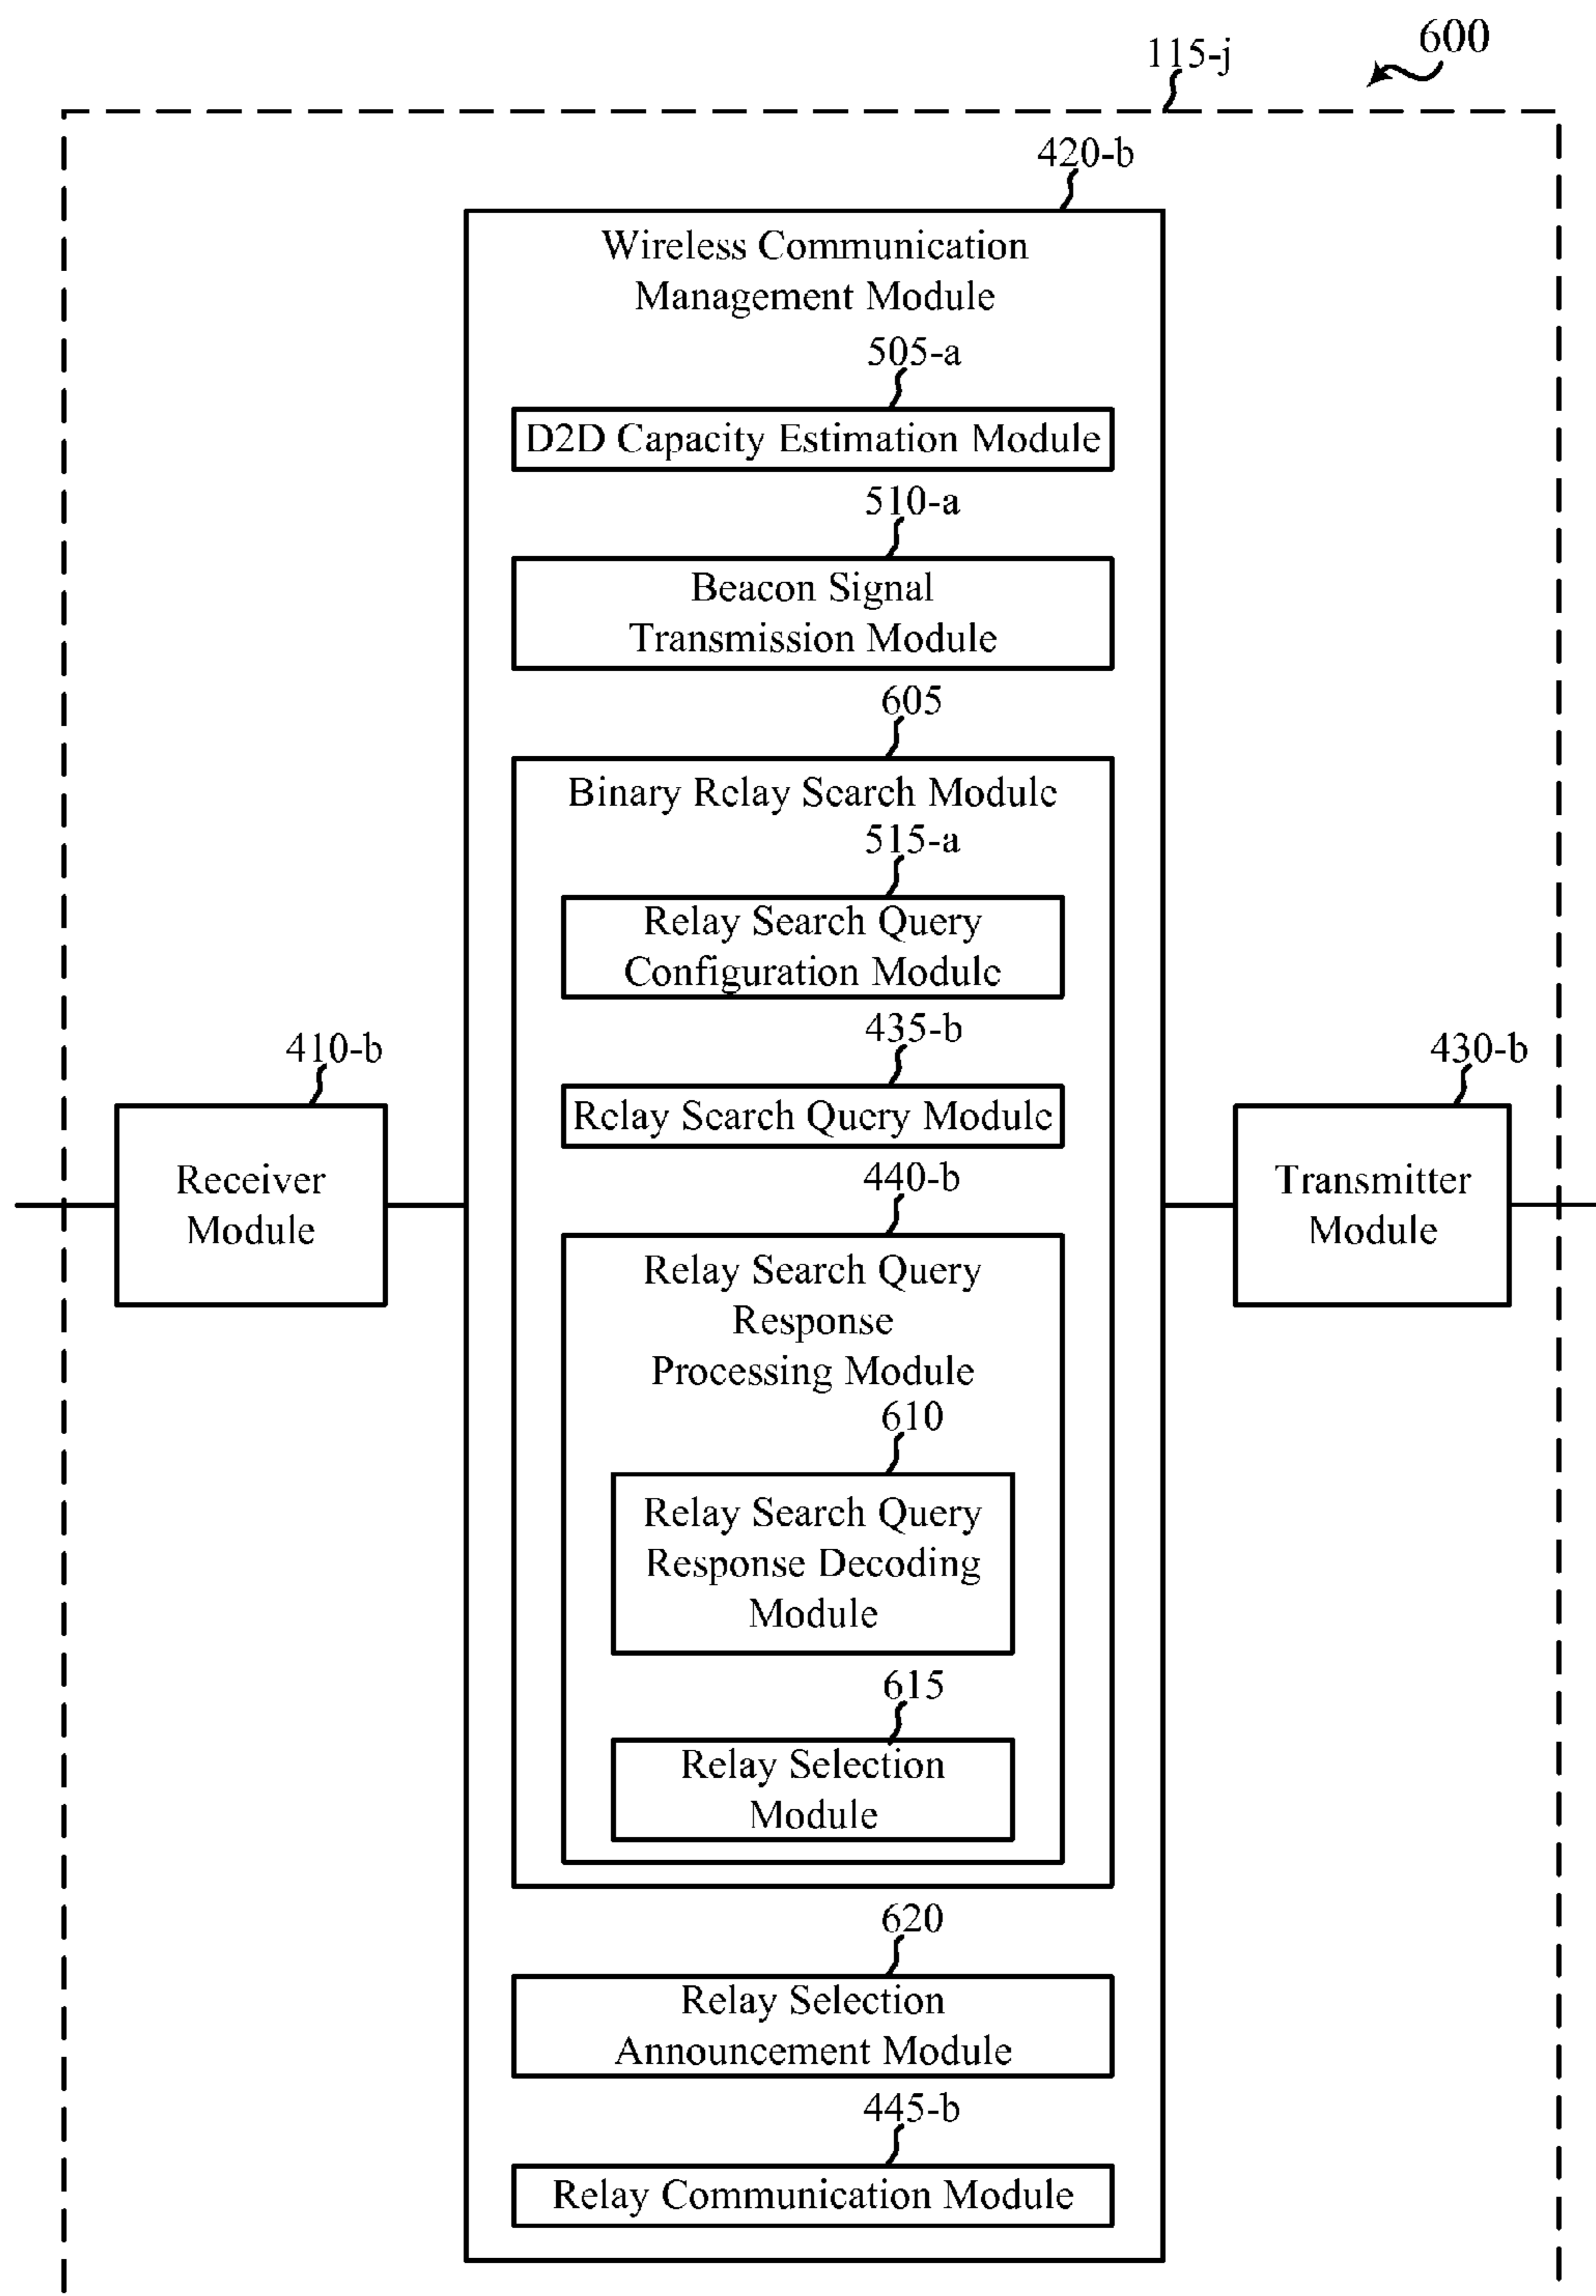 600
115-j
420-b
Wireless Communication
Management Module
505-a
D2D Capacity Estimation Module
510-a
Beacon Signal
Transmission Module
605
Binary Relay Search Module
515-a
Relay Search Query
Configuration Module
435-b
Relay Search Query Module
440-b
Relay Search Query
Response
Processing Module
610
Relay Search Query
Response Decoding
Module
615
Relay Selection
Module
620
Relay Selection
Announcement Module
445-b
Relay Communication Module
410-b
Receiver
Module
430-b
Transmitter
Module